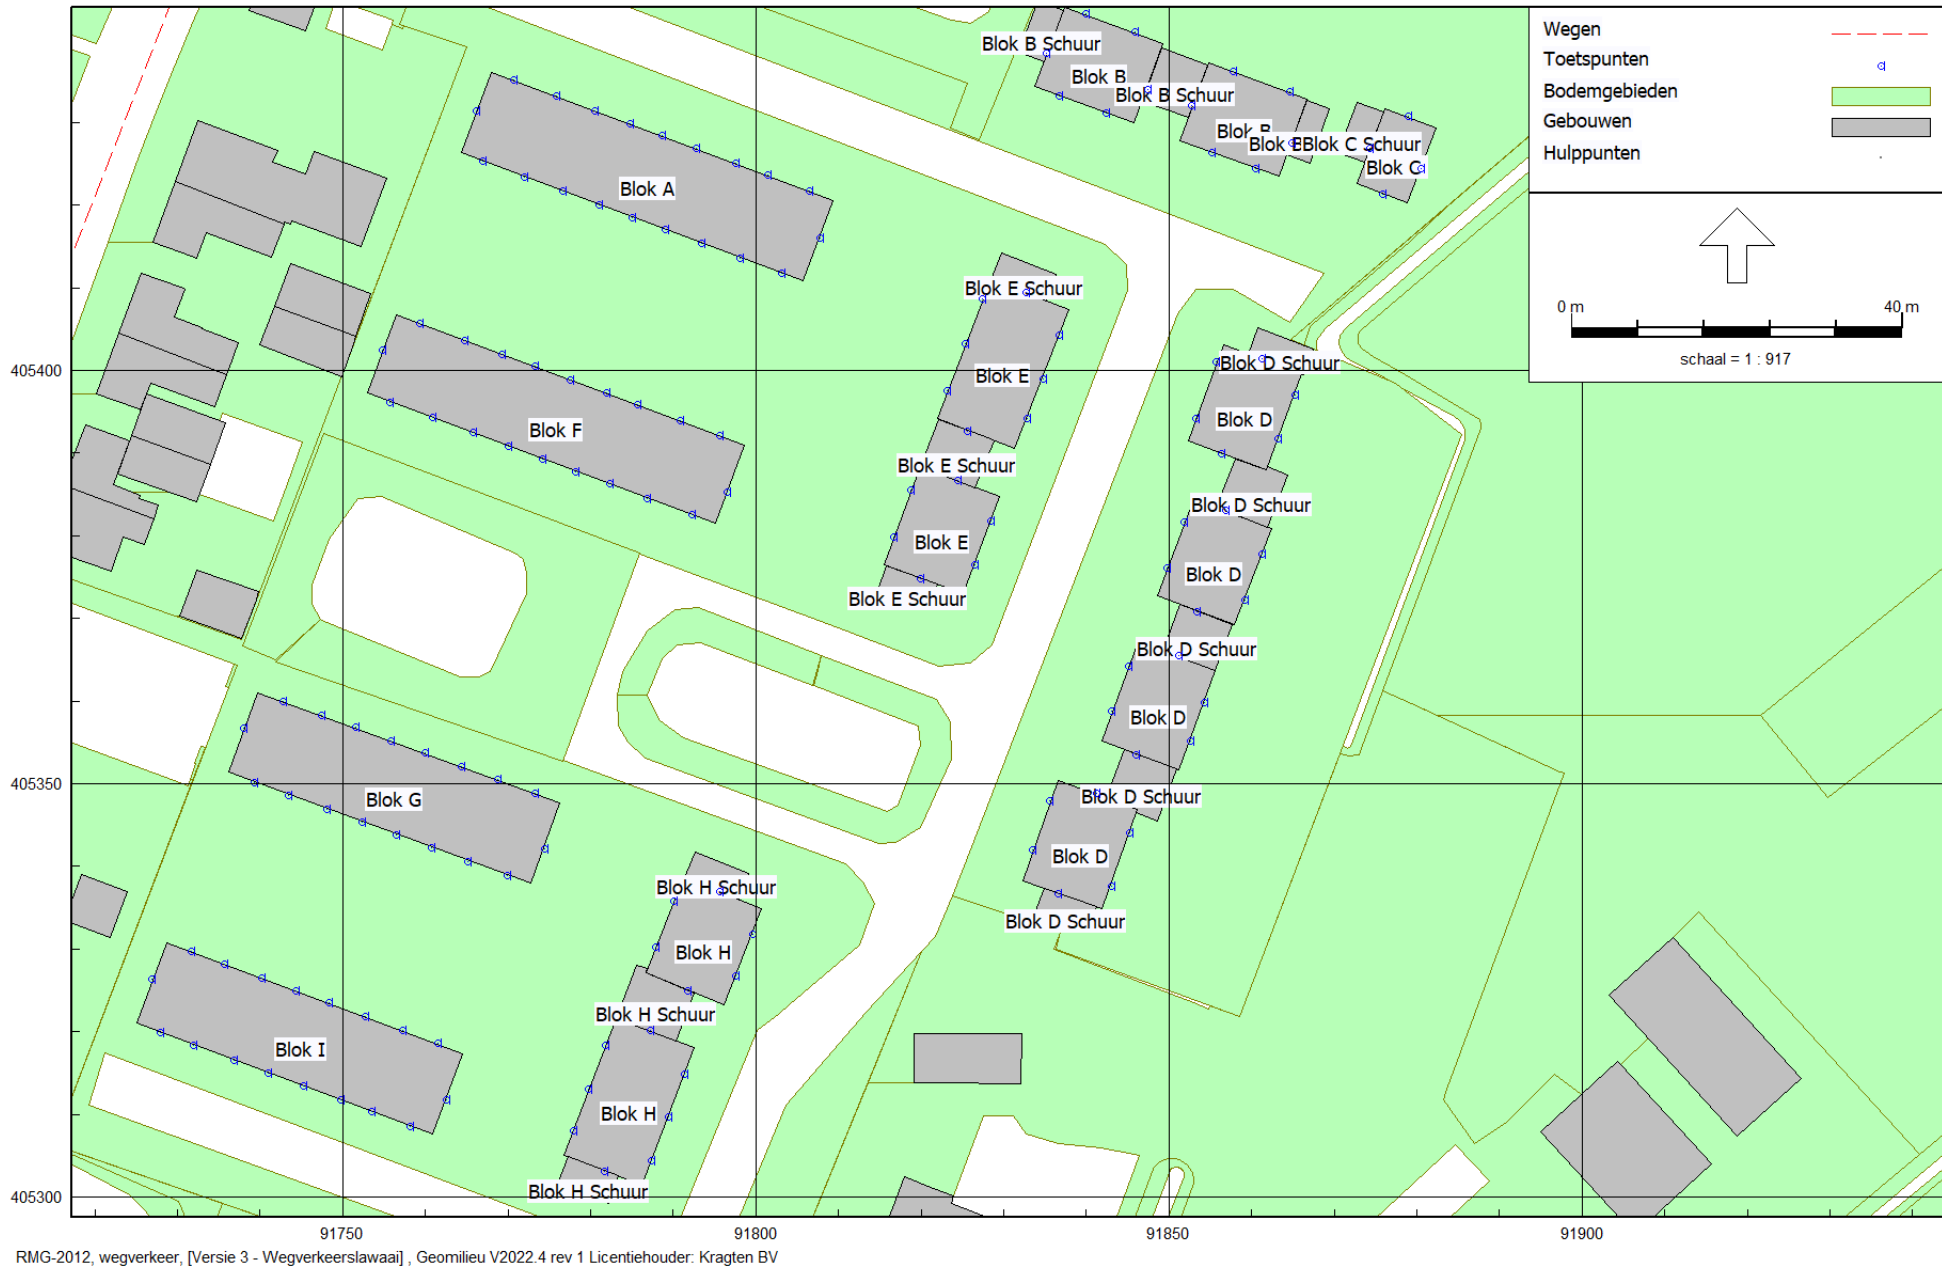 Wegen
Toetspunten
Bodemgebieden
Gebouwen
Hulppunten
0 m
40 m
schaal = 1 : 917
Blok B Schuur
Blok B
Blok B Schuur
Blok B
Blok C Schuur
Blok C
Blok A
Blok E Schuur
Blok E
Blok D Schuur
Blok D
Blok F
Blok E Schuur
Blok D Schuur
Blok E
Blok D
Blok E Schuur
Blok D Schuur
Blok D
Blok G
Blok D Schuur
Blok D
Blok H Schuur
Blok D Schuur
Blok H
Blok H Schuur
Blok I
Blok H
Blok H Schuur
405400
405350
405300
91750
91800
91850
91900
RMG-2012, wegverkeer, [Versie 3 - Wegverkeerslawaai] , Geomilieu V2022.4 rev 1 Licentiehouder: Kragten BV